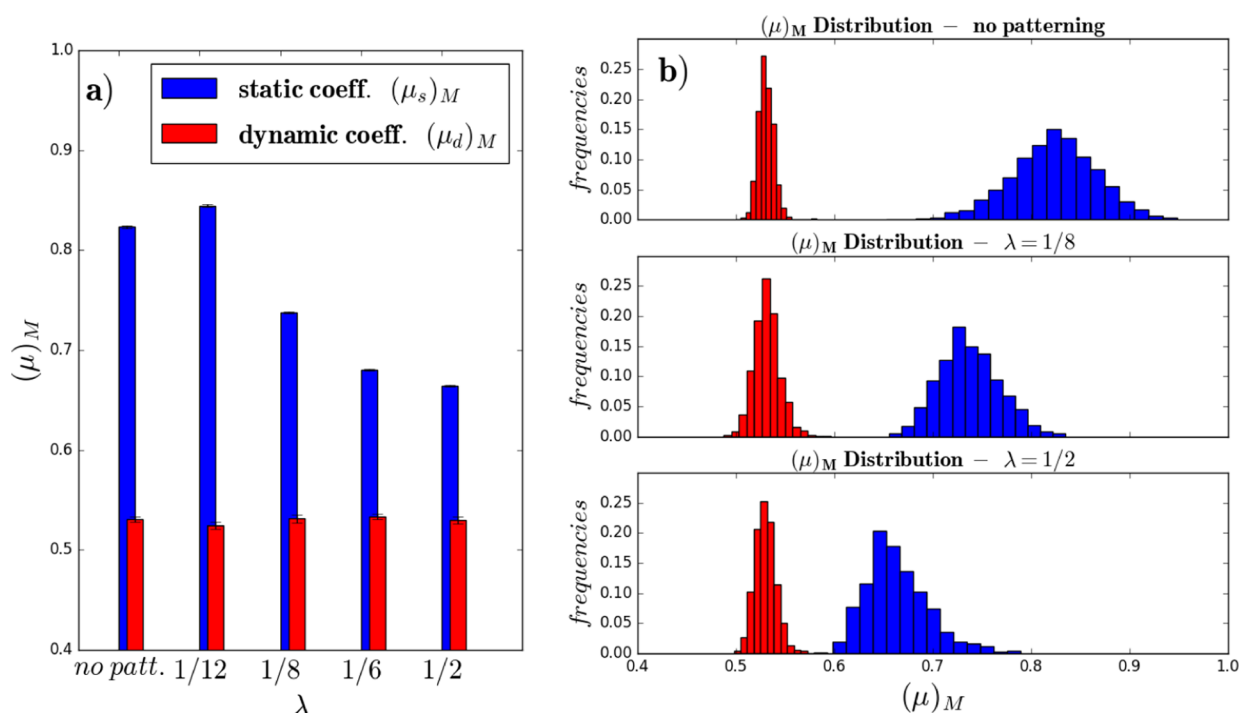 a)
static coeff. (μs)M
dynamic coeff. (μd)M
1.0
0.9
0.8
0.7
0.6
0.5
0.4
(μ)M
no patt. 1/12 1/8 1/6 1/2
λ
b)
(μ)M Distribution − no patterning
frequencies
0.25
0.20
0.15
0.10
0.05
0.00
(μ)M Distribution − λ = 1/8
frequencies
0.25
0.20
0.15
0.10
0.05
0.00
(μ)M Distribution − λ = 1/2
frequencies
0.25
0.20
0.15
0.10
0.05
0.00
0.4 0.5 0.6 0.7 0.8 0.9 1.0
(μ)M